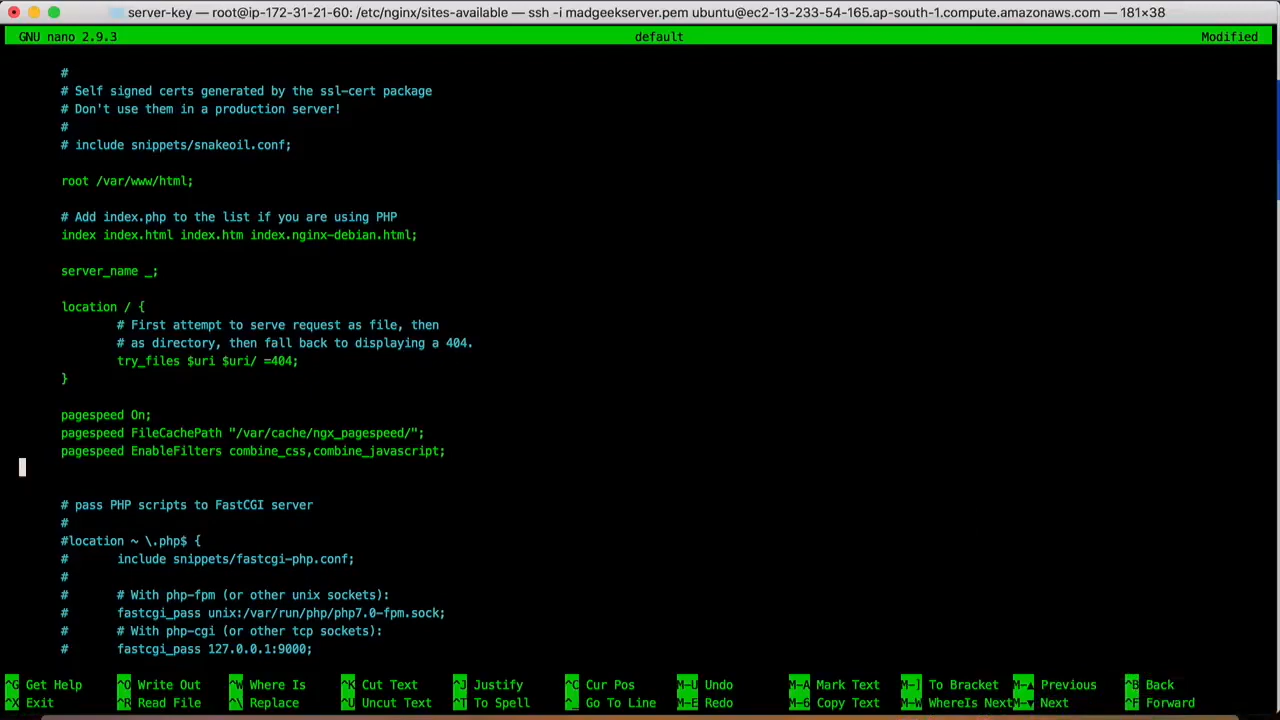 server-key — root@ip-172-31-21-60: /etc/nginx/sites-available — ssh -i madgeekserver.pem ubuntu@ec2-13-233-54-165.ap-south-1.compute.amazonaws.com — 181×38
GNU nano 2.9.3 default Modified
#
# Self signed certs generated by the ssl-cert package
# Don't use them in a production server!
#
# include snippets/snakeoil.conf;
root /var/www/html;
# Add index.php to the list if you are using PHP
index index.html index.htm index.nginx-debian.html;
server_name _;
location / {
# First attempt to serve request as file, then
# as directory, then fall back to displaying a 404.
try_files $uri $uri/ =404;
}
pagespeed On;
pagespeed FileCachePath "/var/cache/ngx_pagespeed/";
pagespeed EnableFilters combine_css,combine_javascript;
# pass PHP scripts to FastCGI server
#
#location ~ \.php$ {
# include snippets/fastcgi-php.conf;
#
# # With php-fpm (or other unix sockets):
# fastcgi_pass unix:/var/run/php/php7.0-fpm.sock;
# # With php-cgi (or other tcp sockets):
# fastcgi_pass 127.0.0.1:9000;
^G Get Help ^O Write Out ^W Where Is ^K Cut Text ^J Justify ^C Cur Pos M-U Undo M-A Mark Text M-] To Bracket M-▲ Previous ^B Back
^X Exit ^R Read File ^\ Replace ^U Uncut Text ^T To Spell ^_ Go To Line M-E Redo M-6 Copy Text M-W WhereIs Next M-▼ Next ^F Forward